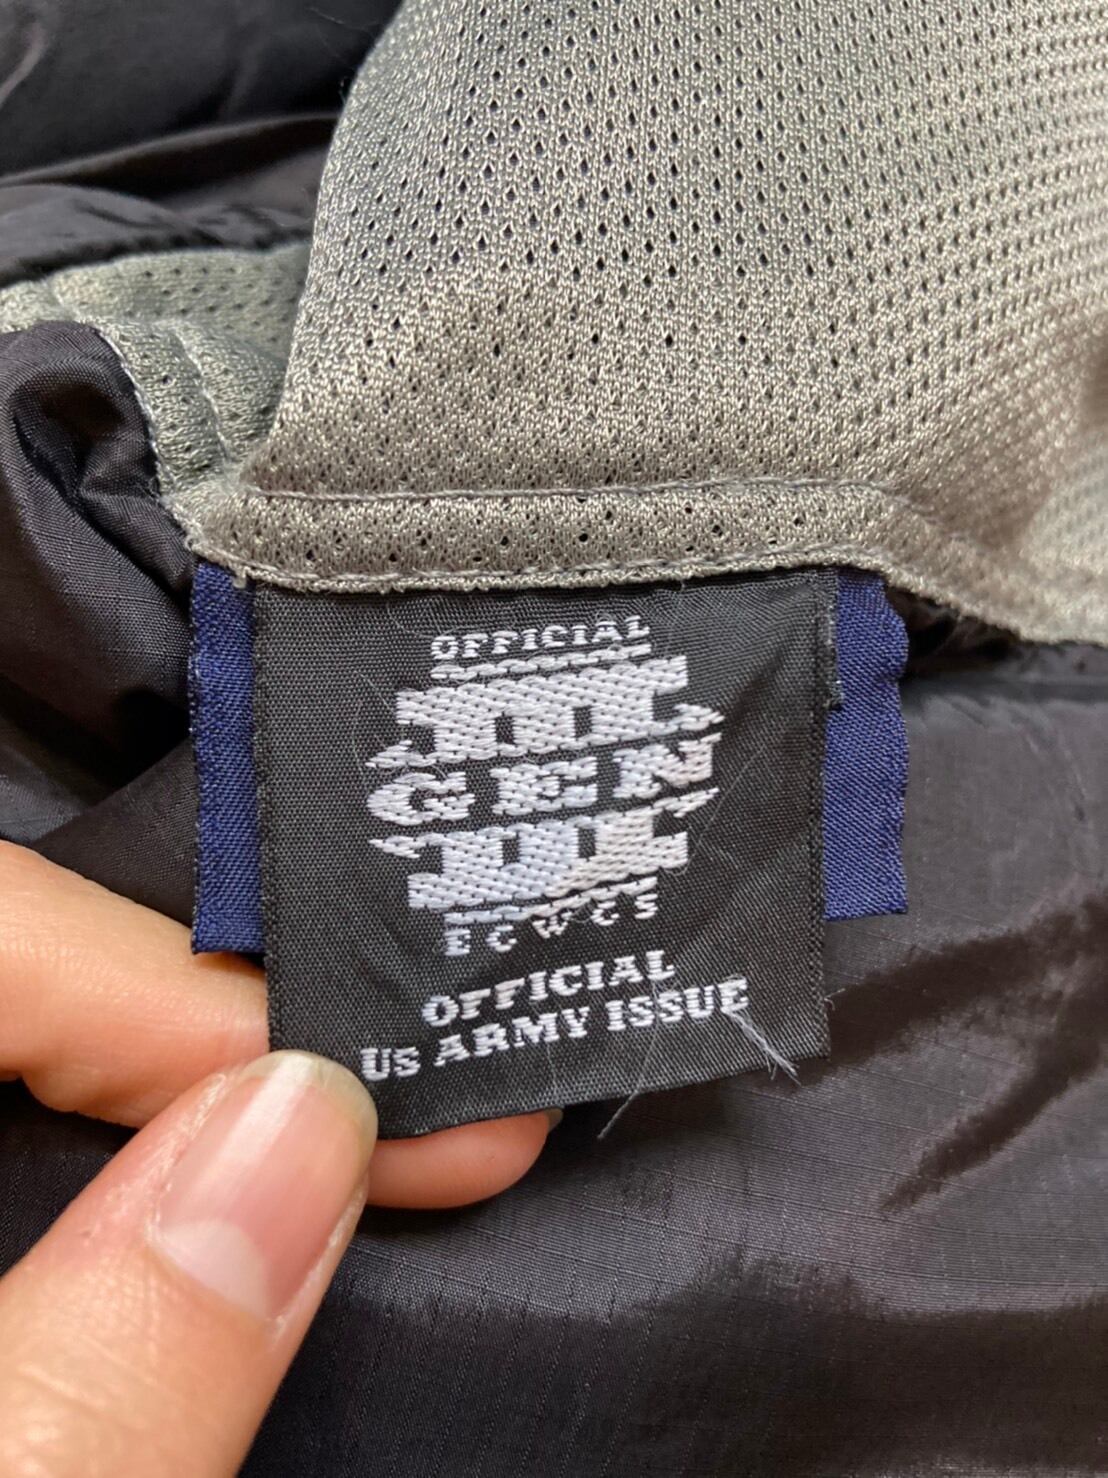 OFFICIAL
III
GEN
III
ECWCS
OFFICIAL
US ARMY ISSUE